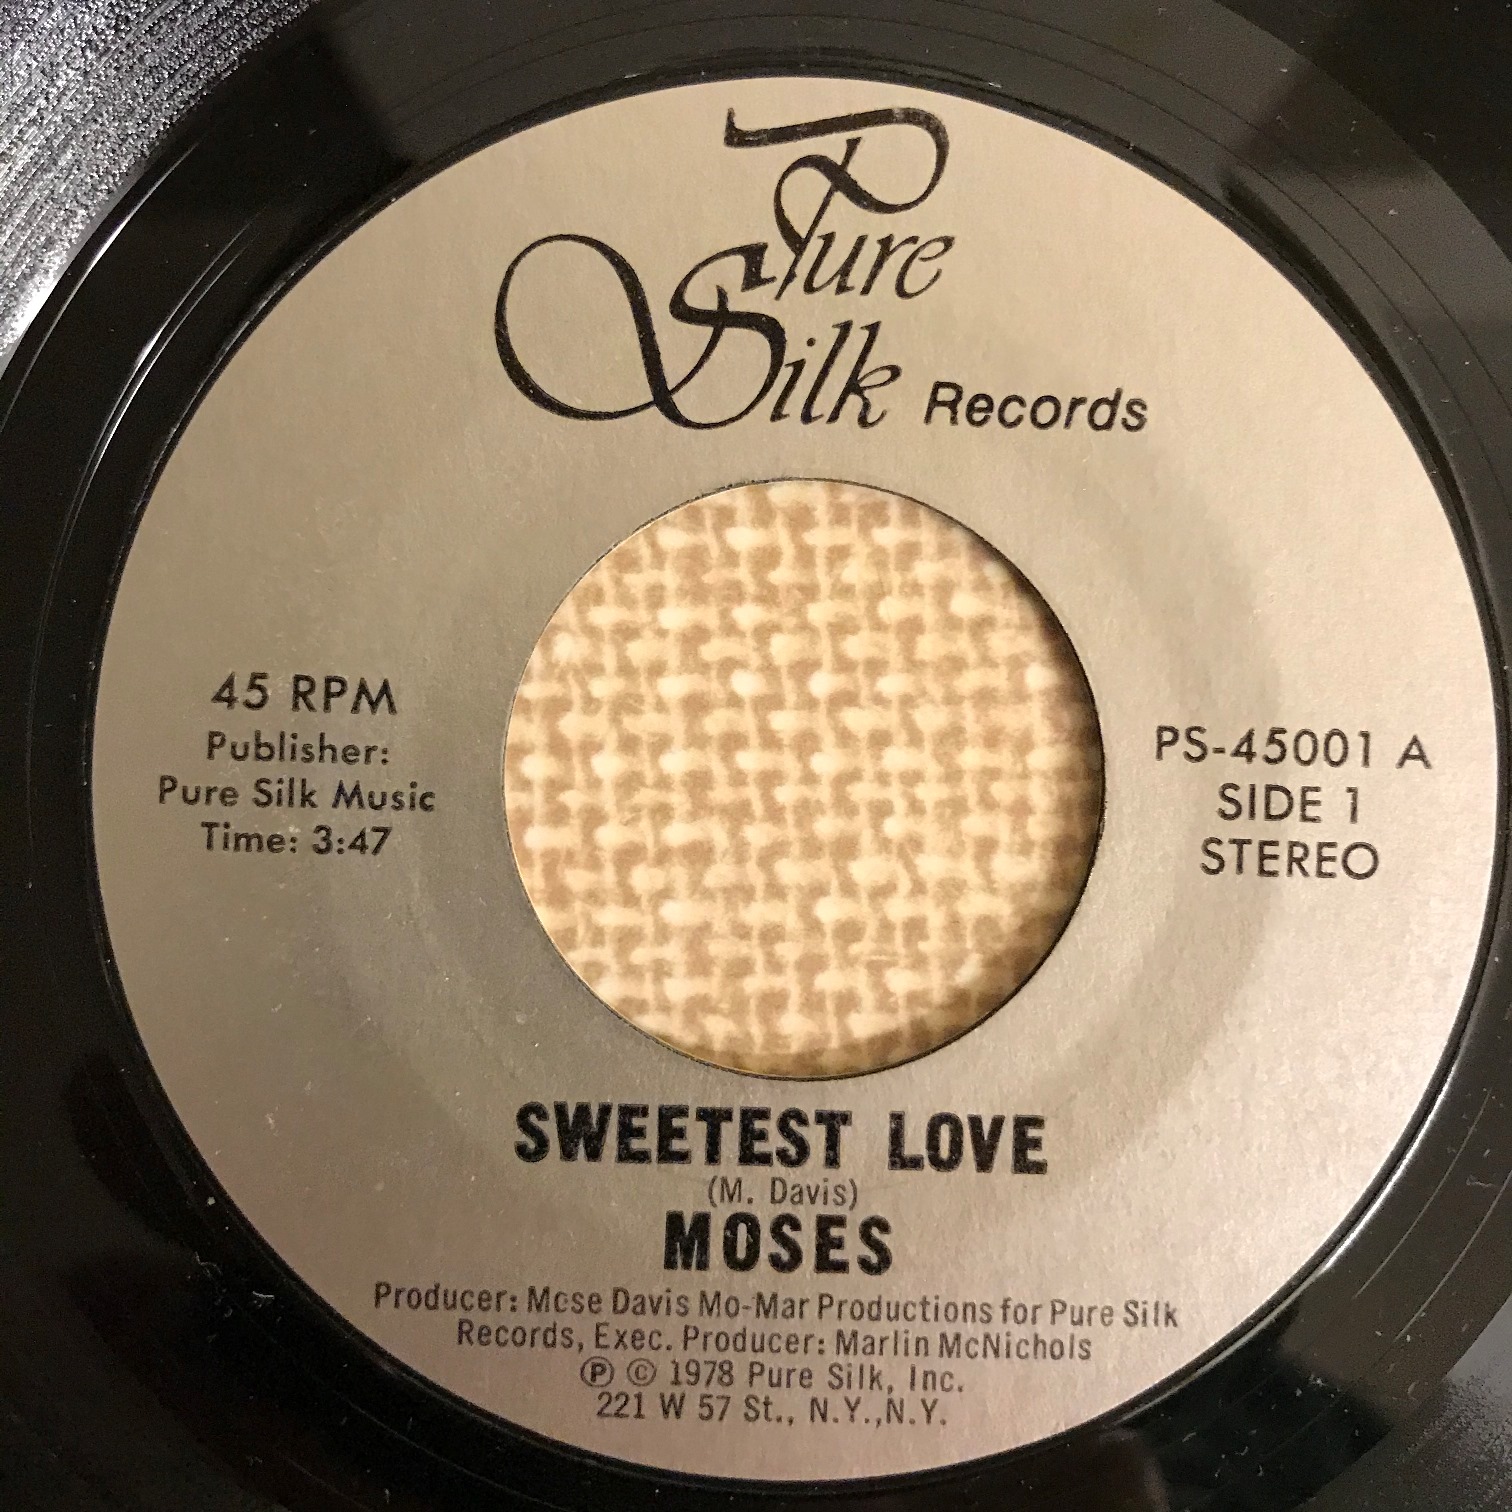 Pure
Silk Records
45 RPM
Publisher:
Pure Silk Music
Time: 3:47
PS-45001 A
SIDE 1
STEREO
SWEETEST LOVE
(M. Davis)
MOSES
Producer: Mose Davis Mo-Mar Productions for Pure Silk
Records, Exec. Producer: Marlin McNichols
℗ © 1978 Pure Silk, Inc.
221 W 57 St., N.Y.,N.Y.